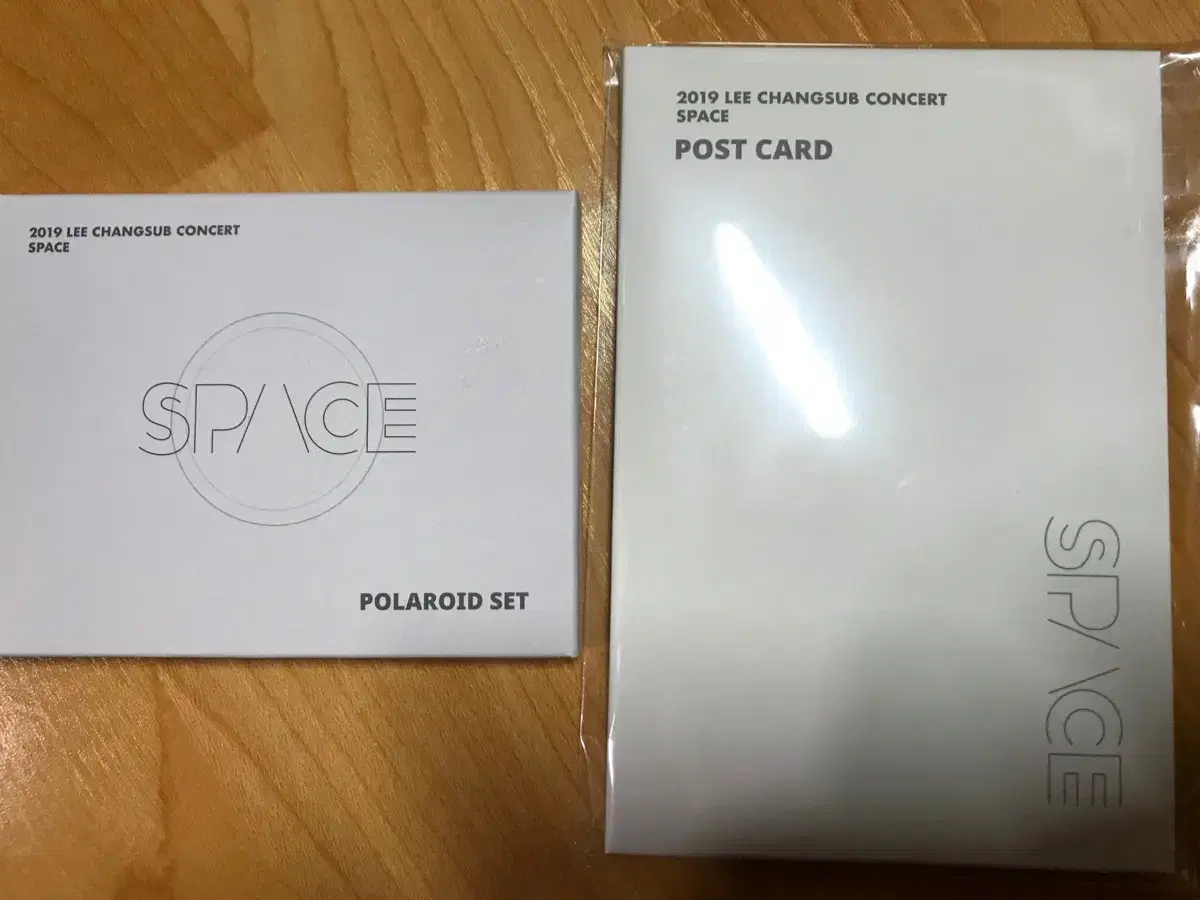 2019 LEE CHANGSUB CONCERT
SPACE
SPACE
POLAROID SET
2019 LEE CHANGSUB CONCERT
SPACE
POST CARD
SPACE